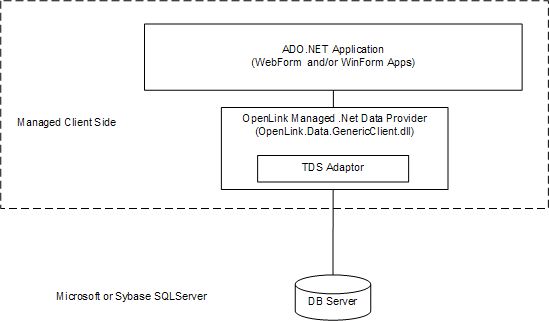 ADO.NET Application
(WebForm and/or WinForm Apps)
OpenLink Managed .Net Data Provider
(OpenLink.Data.GenericClient.dll)
Managed Client Side
TDS Adaptor
DB Server
Microsoft or Sybase SQLServer